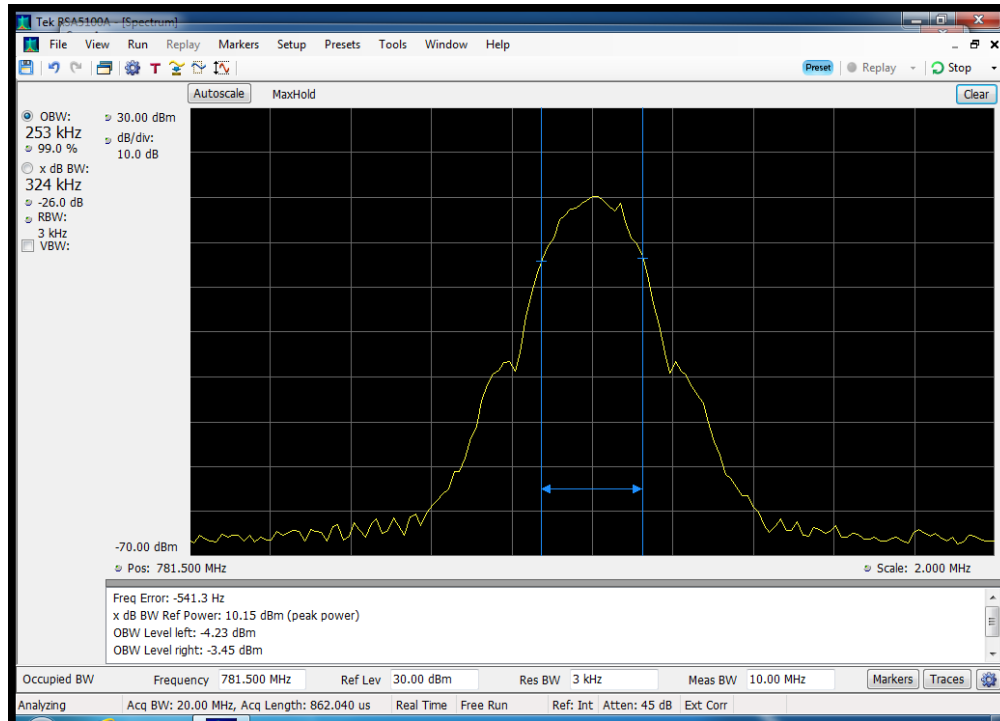 Tek RSA5100A - [Spectrum]
File View Run Replay Markers Setup Presets Tools Window Help
Preset Replay Stop
Autoscale MaxHold Clear
OBW:
253 kHz
99.0 %
x dB BW:
324 kHz
-26.0 dB
RBW:
3 kHz
VBW:
30.00 dBm
dB/div:
10.0 dB
-70.00 dBm
Pos: 781.500 MHz Scale: 2.000 MHz
Freq Error: -541.3 Hz
x dB BW Ref Power: 10.15 dBm (peak power)
OBW Level left: -4.23 dBm
OBW Level right: -3.45 dBm
Occupied BW Frequency 781.500 MHz Ref Lev 30.00 dBm Res BW 3 kHz Meas BW 10.00 MHz Markers Traces
Analyzing Acq BW: 20.00 MHz, Acq Length: 862.040 us Real Time Free Run Ref: Int Atten: 45 dB Ext Corr